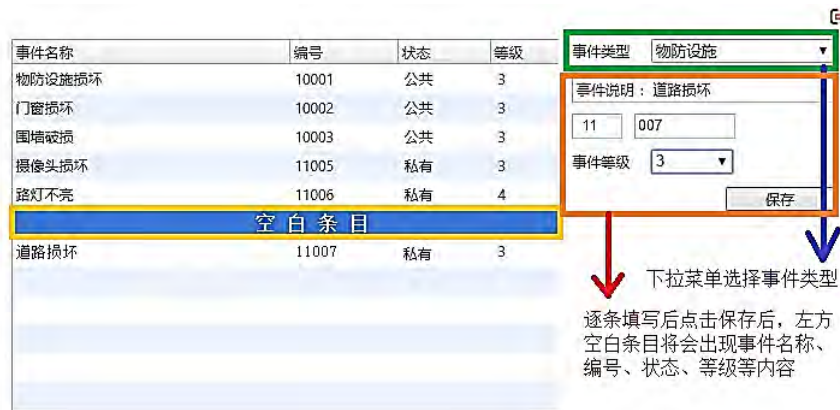 事件名称 编号 状态 等级
物防设施损坏 10001 公共 3
门窗损坏 10002 公共 3
围墙破损 10003 公共 3
摄像头损坏 11005 私有 3
路灯不亮 11006 私有 4
空白条目
道路损坏 11007 私有 3
事件类型 物防设施
事件说明：道路损坏
11 007
事件等级 3
保存
下拉菜单选择事件类型
逐条填写后点击保存后，左方
空白条目将会出现事件名称、
编号、状态、等级等内容